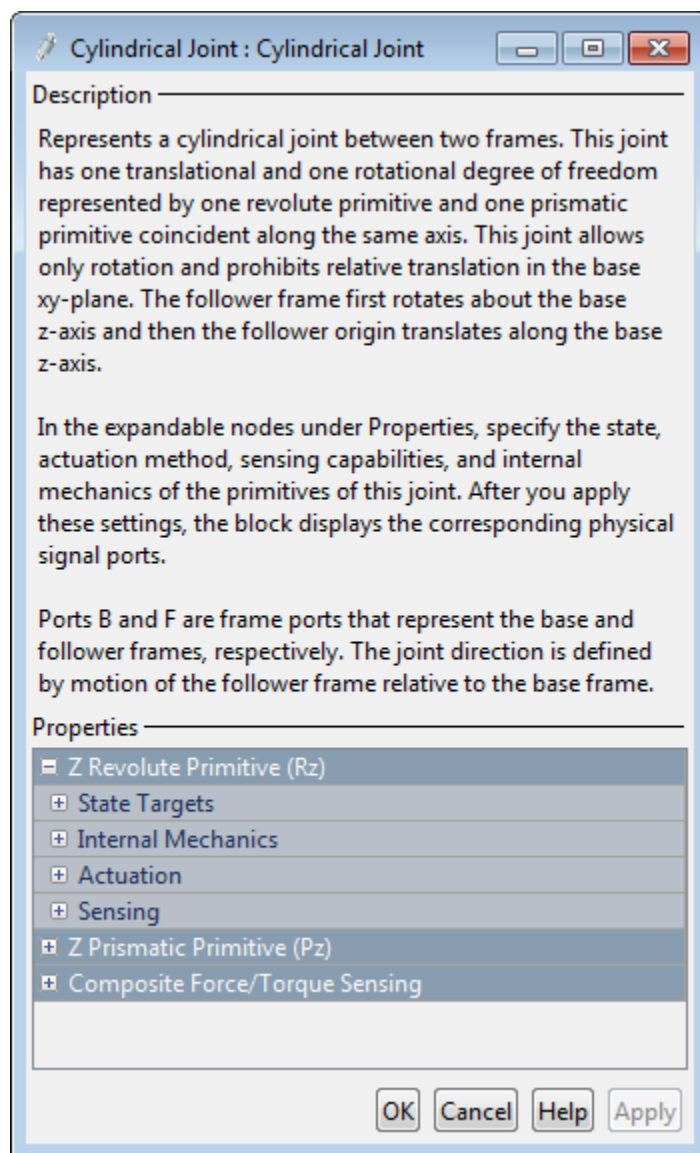 Cylindrical Joint : Cylindrical Joint
Description
Represents a cylindrical joint between two frames. This joint
has one translational and one rotational degree of freedom
represented by one revolute primitive and one prismatic
primitive coincident along the same axis. This joint allows
only rotation and prohibits relative translation in the base
xy-plane. The follower frame first rotates about the base
z-axis and then the follower origin translates along the base
z-axis.
In the expandable nodes under Properties, specify the state,
actuation method, sensing capabilities, and internal
mechanics of the primitives of this joint. After you apply
these settings, the block displays the corresponding physical
signal ports.
Ports B and F are frame ports that represent the base and
follower frames, respectively. The joint direction is defined
by motion of the follower frame relative to the base frame.
Properties
Z Revolute Primitive (Rz)
State Targets
Internal Mechanics
Actuation
Sensing
Z Prismatic Primitive (Pz)
Composite Force/Torque Sensing
OK Cancel Help Apply